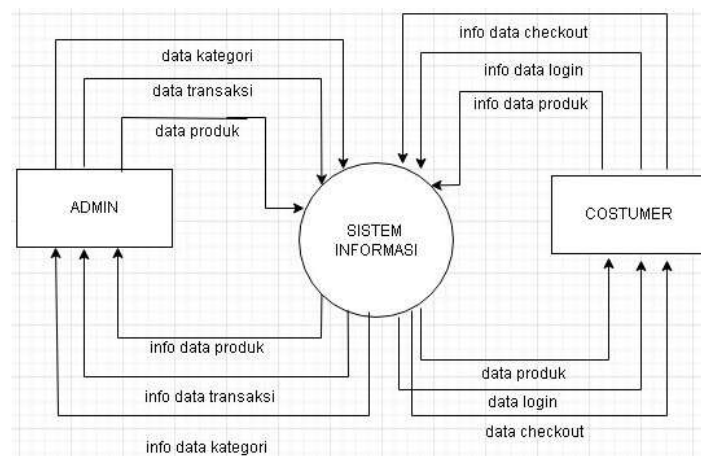 info data checkout
data kategori
info data login
data transaksi
info data produk
data produk
ADMIN
SISTEM
INFORMASI
COSTUMER
info data produk
data produk
info data transaksi
data login
data checkout
info data kategori